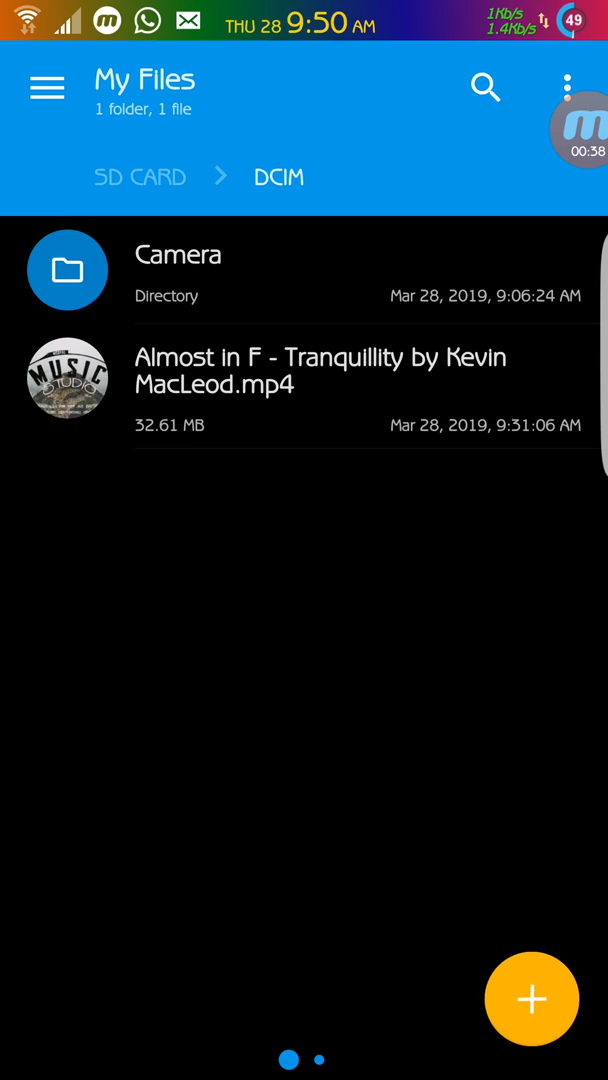 THU 28 9:50 AM
1Kb/s
1.4Kb/s
49
My Files
1 folder, 1 file
00:38
SD CARD > DCIM
Camera
Directory
Mar 28, 2019, 9:06:24 AM
MUSIC
STUDIO
Almost in F - Tranquillity by Kevin
MacLeod.mp4
32.61 MB
Mar 28, 2019, 9:31:06 AM